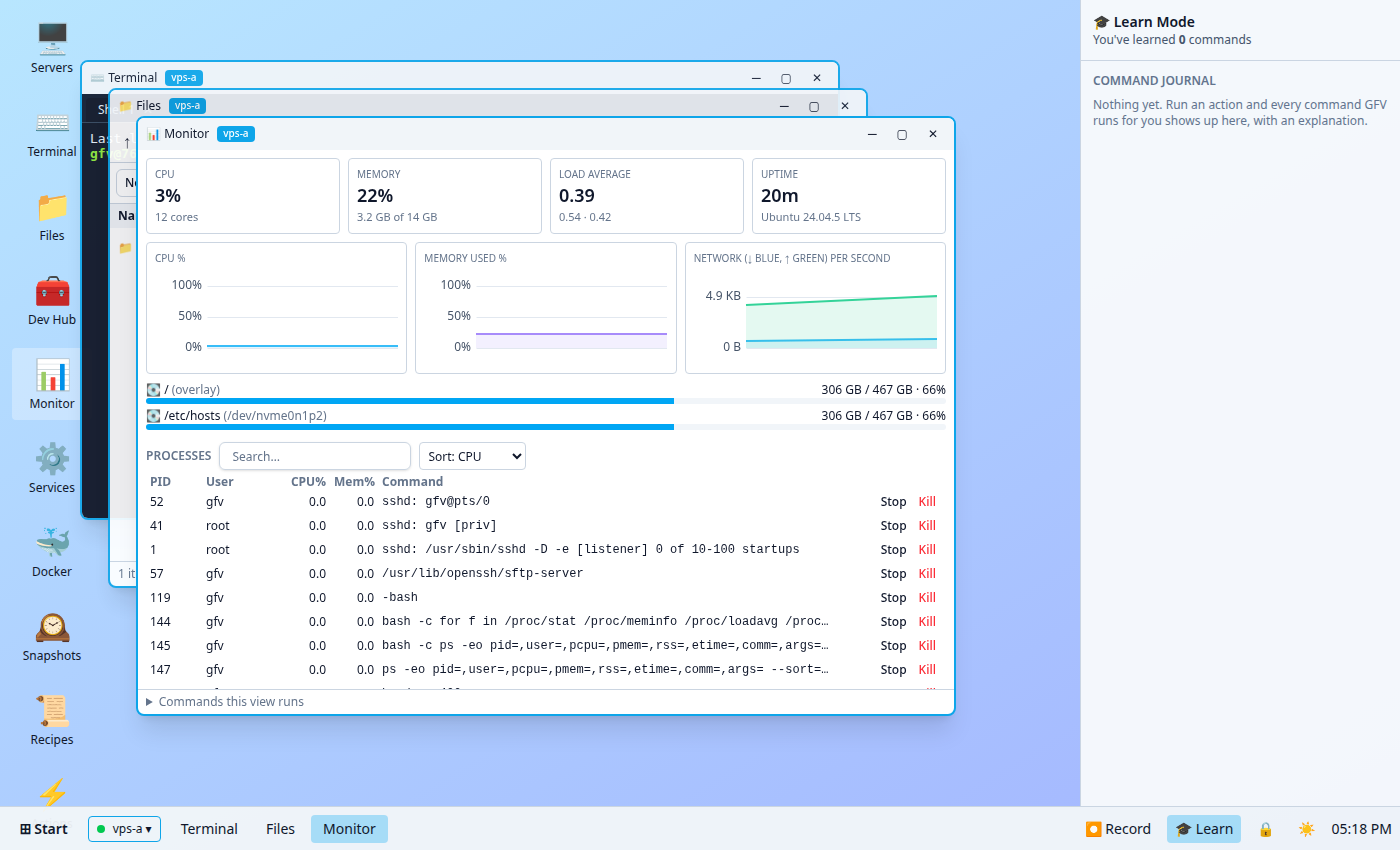 Servers
Terminal
Files
Dev Hub
Monitor
Services
Docker
Snapshots
Recipes
Terminal vps-a
Files vps-a
Monitor vps-a
CPU
3%
12 cores
MEMORY
22%
3.2 GB of 14 GB
LOAD AVERAGE
0.39
0.54 · 0.42
UPTIME
20m
Ubuntu 24.04.5 LTS
CPU %
100%
50%
0%
MEMORY USED %
100%
50%
0%
NETWORK (↓ BLUE, ↑ GREEN) PER SECOND
4.9 KB
0 B
/ (overlay) 306 GB / 467 GB · 66%
/etc/hosts (/dev/nvme0n1p2) 306 GB / 467 GB · 66%
PROCESSES Search... Sort: CPU
PID User CPU% Mem% Command
52 gfv 0.0 0.0 sshd: gfv@pts/0 Stop Kill
41 root 0.0 0.0 sshd: gfv [priv] Stop Kill
1 root 0.0 0.0 sshd: /usr/sbin/sshd -D -e [listener] 0 of 10-100 startups Stop Kill
57 gfv 0.0 0.0 /usr/lib/openssh/sftp-server Stop Kill
119 gfv 0.0 0.0 -bash Stop Kill
144 gfv 0.0 0.0 bash -c for f in /proc/stat /proc/meminfo /proc/loadavg /proc… Stop Kill
145 gfv 0.0 0.0 bash -c ps -eo pid=,user=,pcpu=,pmem=,rss=,etime=,comm=,args=… Stop Kill
147 gfv 0.0 0.0 ps -eo pid=,user=,pcpu=,pmem=,rss=,etime=,comm=,args= --sort=… Stop Kill
Commands this view runs
Learn Mode
You've learned 0 commands
COMMAND JOURNAL
Nothing yet. Run an action and every command GFV
runs for you shows up here, with an explanation.
Start vps-a Terminal Files Monitor Record Learn 05:18 PM